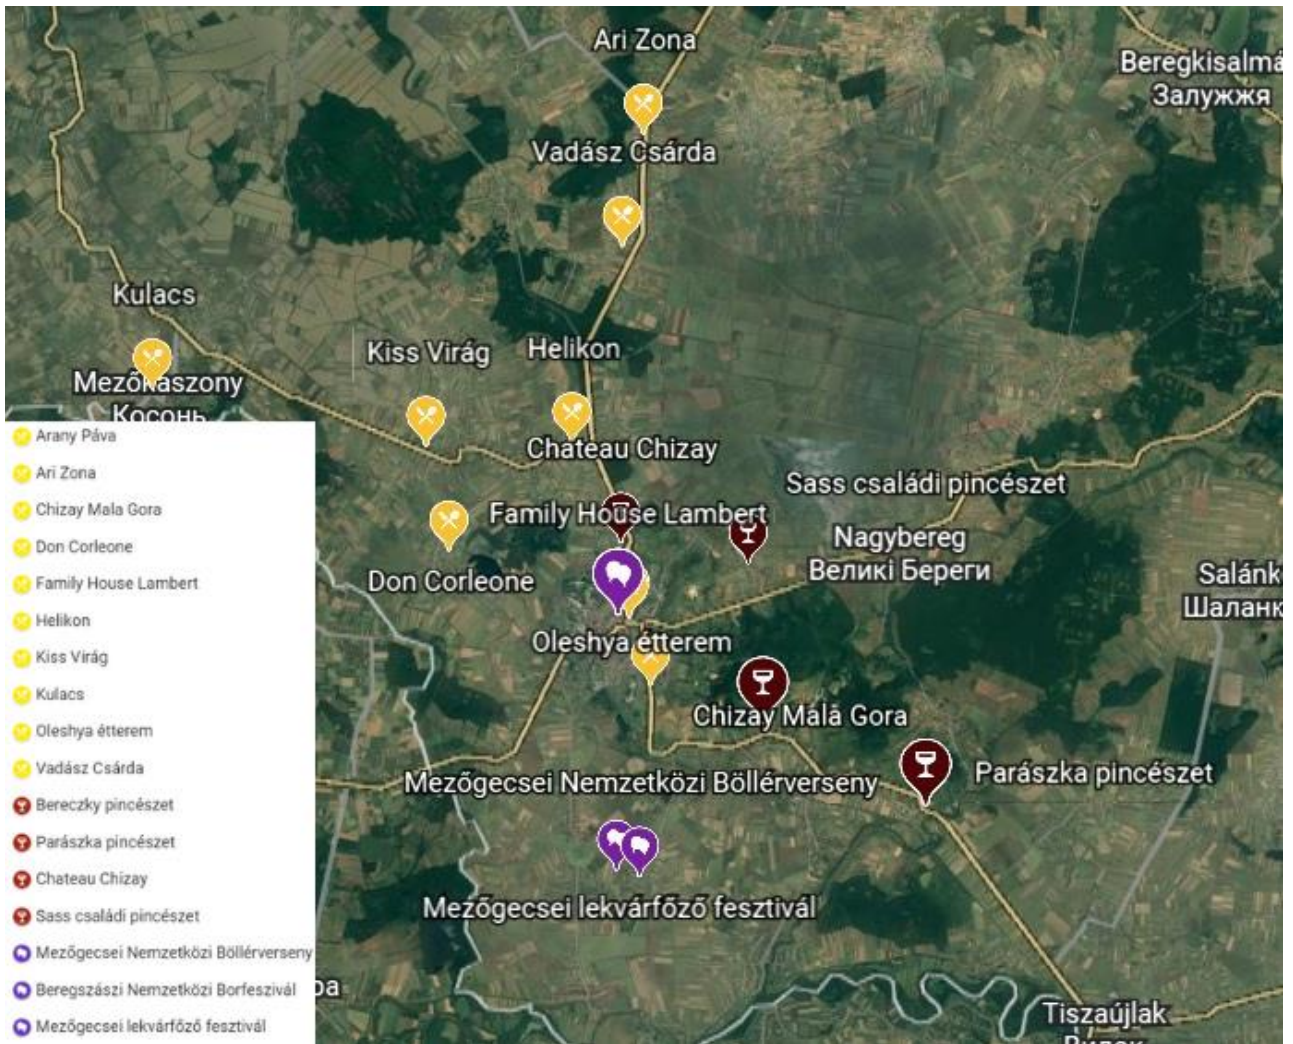 Ari Zona
Beregkisalmá
Залужжя
Vadász Csárda
Kulacs
Kiss Virág
Helikon
Mezőkaszony
Косонь
Chateau Chizay
Sass családi pincészet
Family House Lambert
Nagybereg
Великі Береги
Don Corleone
Salánk
Шаланк
Oleshya étterem
Chizay Mala Gora
Mezőgecsei Nemzetközi Böllérverseny
Parászka pincészet
Mezőgecsei lekvárfőző fesztivál
ра
Tiszaújlak
Arany Páva
Ari Zona
Chizay Mala Gora
Don Corleone
Family House Lambert
Helikon
Kiss Virág
Kulacs
Oleshya étterem
Vadász Csárda
Bereczky pincészet
Parászka pincészet
Chateau Chizay
Sass családi pincészet
Mezőgecsei Nemzetközi Böllérverseny
Beregszászi Nemzetközi Borfeszivál
Mezőgecsei lekvárfőző fesztivál